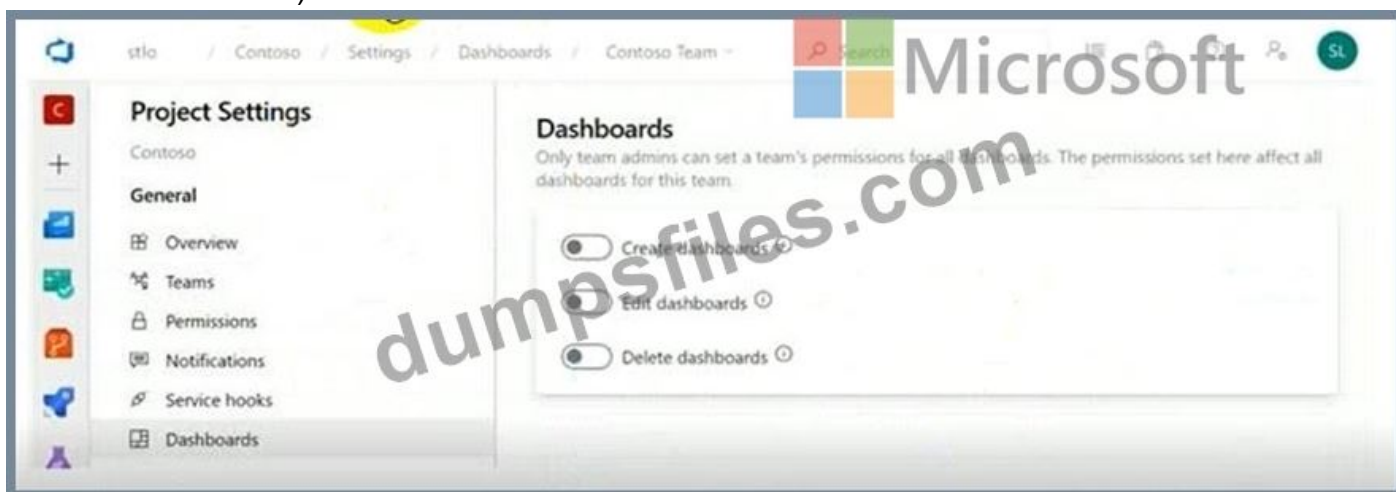 stlo / Contoso / Settings / Dashboards / Contoso Team
Search
Microsoft
SL
C
Project Settings
Contoso
General
Overview
Teams
Permissions
Notifications
Service hooks
Dashboards
Dashboards
Only team admins can set a team's permissions for all dashboards. The permissions set here affect all
dashboards for this team.
Create dashboards
Edit dashboards
Delete dashboards
dumpsfiles.com